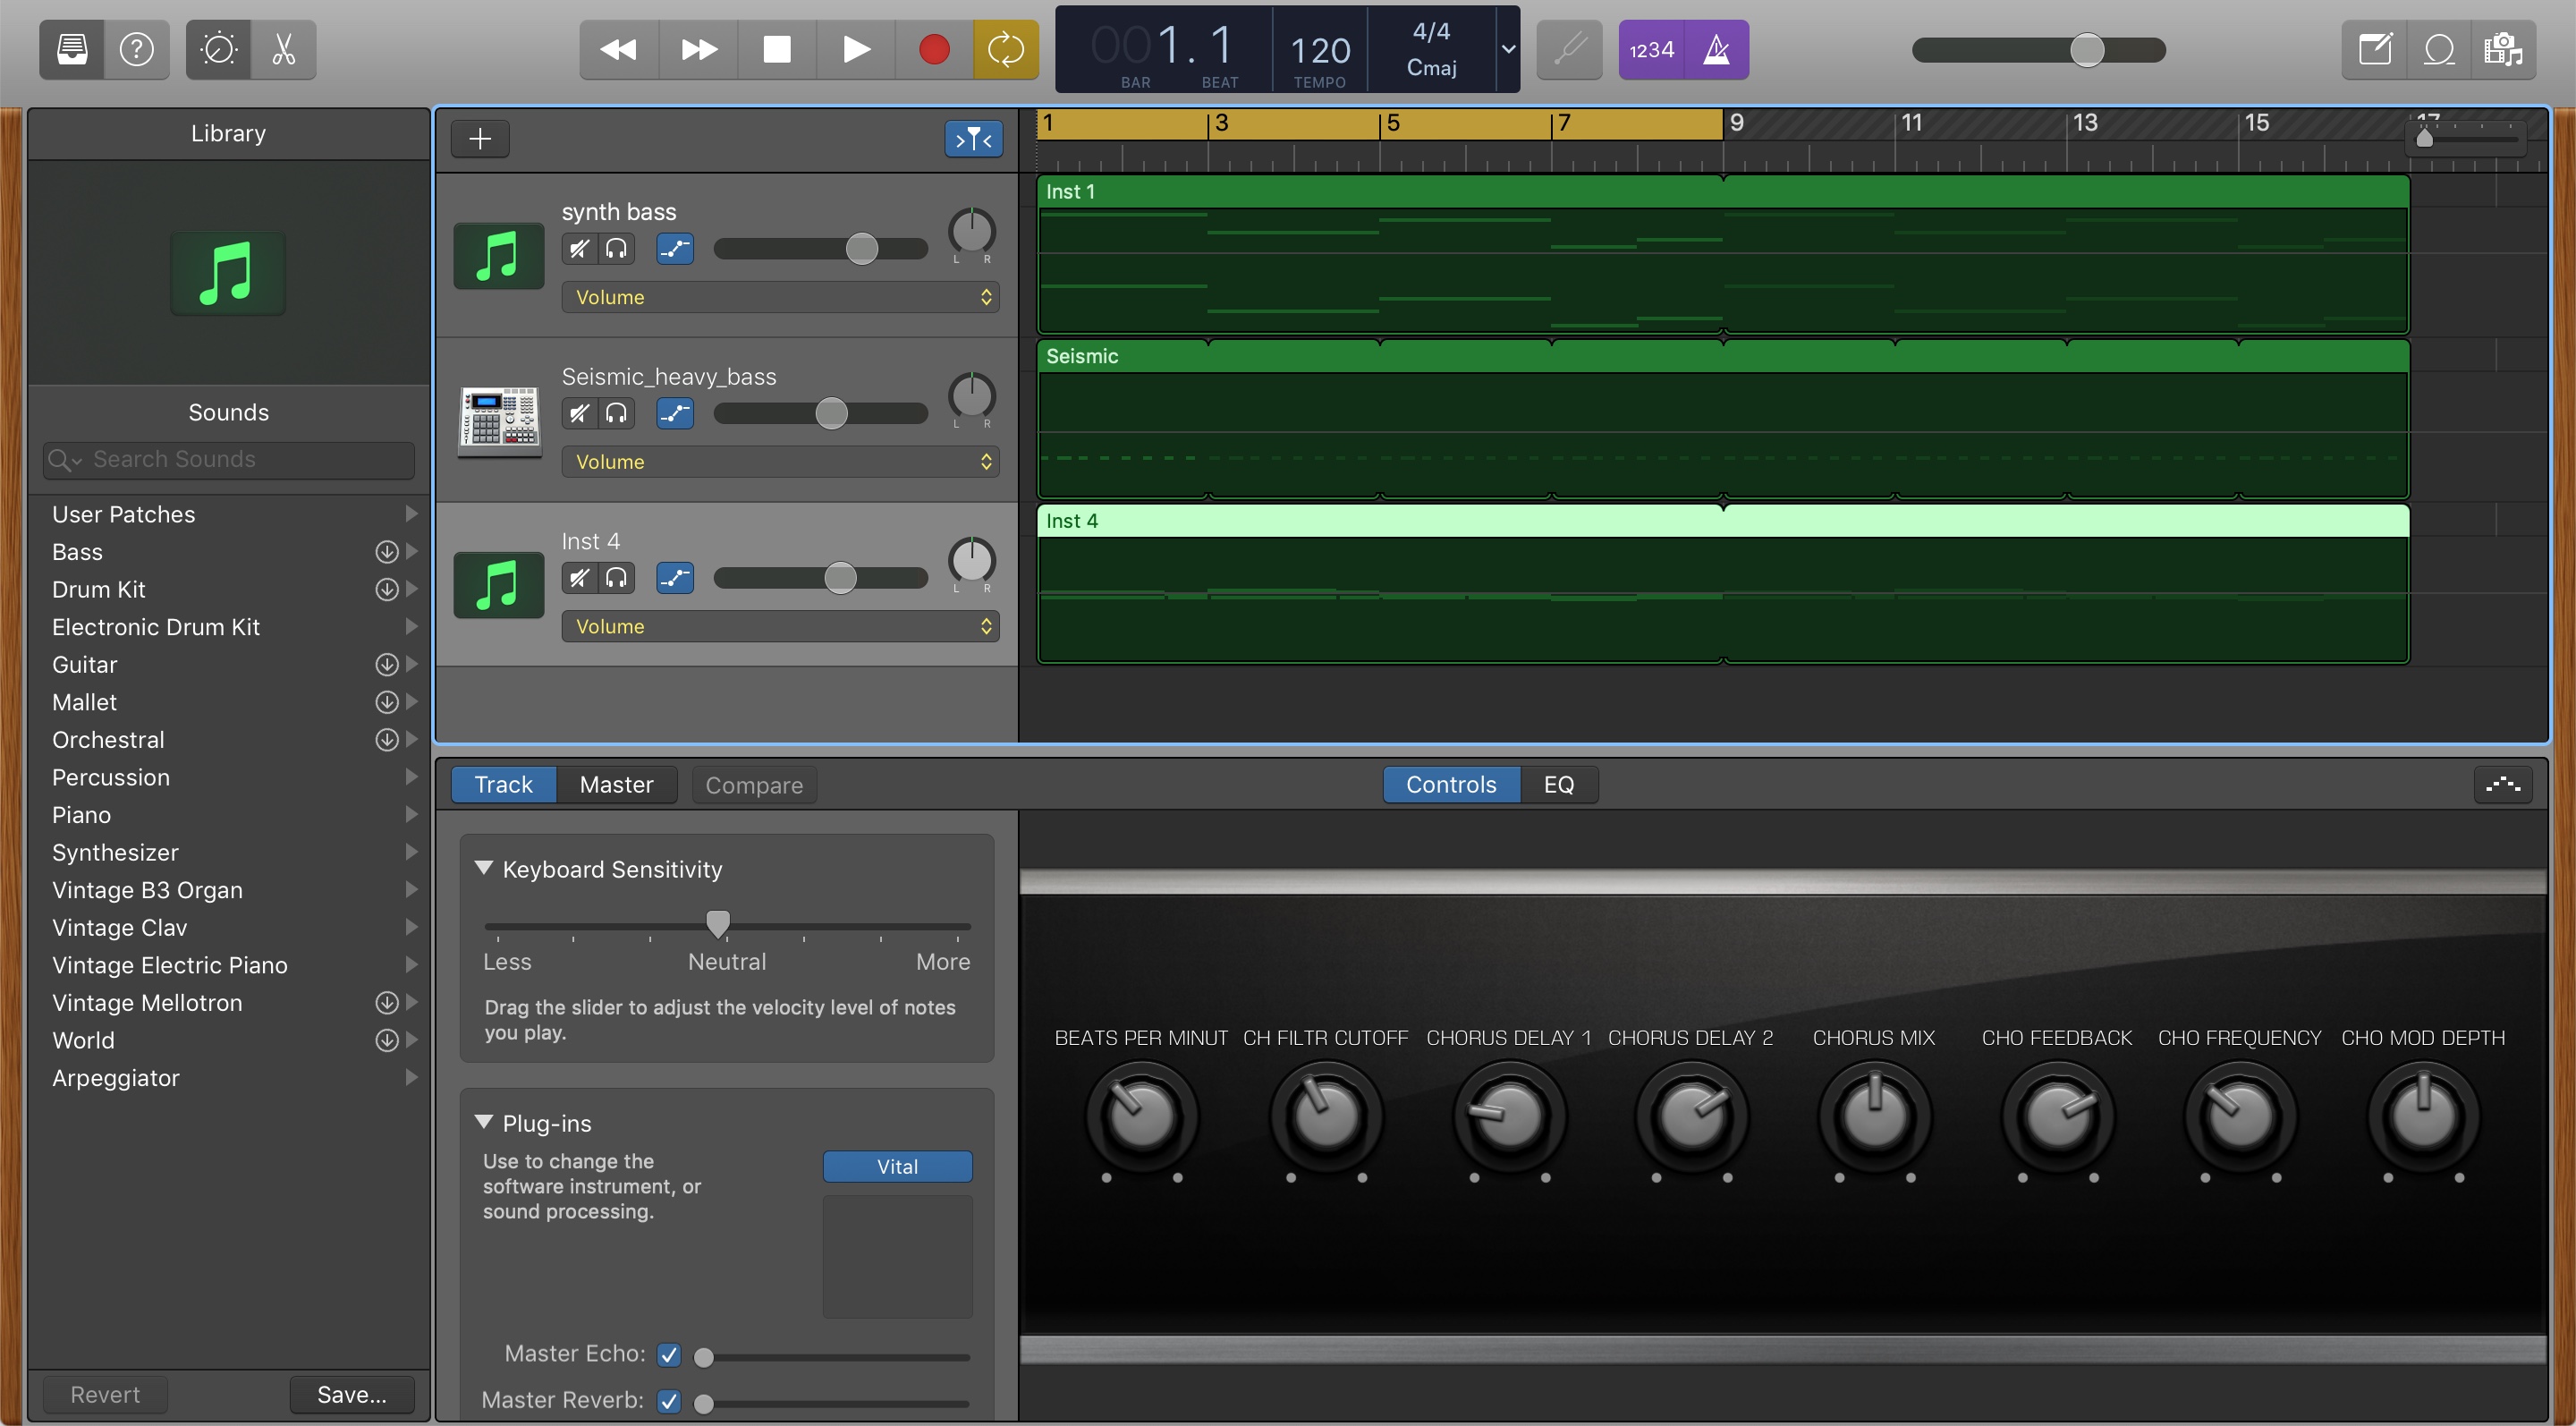 001. 1
BAR
BEAT
120
TEMPO
4/4
Cmaj
1234
Library
Sounds
Search Sounds
User Patches
Bass
Drum Kit
Electronic Drum Kit
Guitar
Mallet
Orchestral
Percussion
Piano
Synthesizer
Vintage B3 Organ
Vintage Clav
Vintage Electric Piano
Vintage Mellotron
World
Arpeggiator
Revert
Save...
1
3
5
7
9
11
13
15
17
synth bass
L R
Volume
Inst 1
Seismic_heavy_bass
L R
Volume
Seismic
Inst 4
L R
Volume
Inst 4
Track
Master
Compare
Controls
EQ
Keyboard Sensitivity
Less
Neutral
More
Drag the slider to adjust the velocity level of notes
you play.
Plug-ins
Use to change the
software instrument, or
sound processing.
Vital
Master Echo:
Master Reverb:
BEATS PER MINUT
CH FILTR CUTOFF
CHORUS DELAY 1
CHORUS DELAY 2
CHORUS MIX
CHO FEEDBACK
CHO FREQUENCY
CHO MOD DEPTH